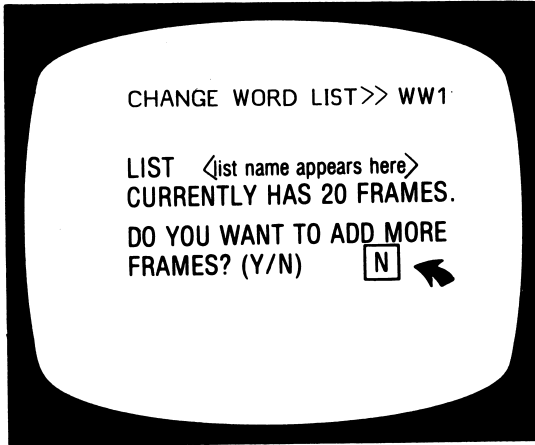 CHANGE WORD LIST>> WW1
LIST <list name appears here>
CURRENTLY HAS 20 FRAMES.
DO YOU WANT TO ADD MORE
FRAMES? (Y/N) N